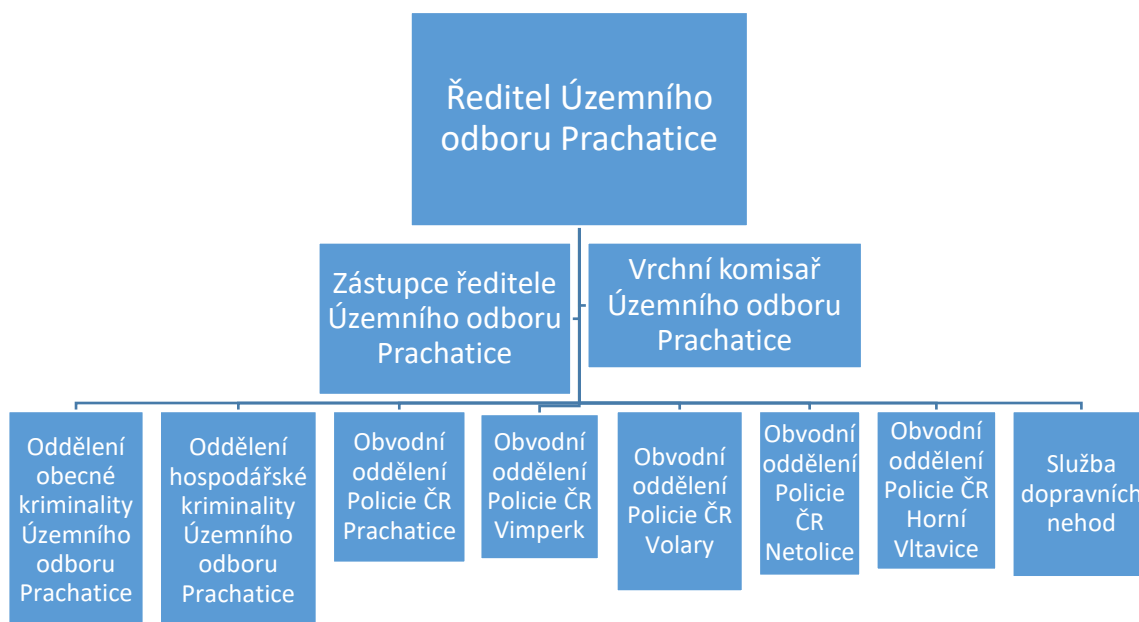 Ředitel Územního
odboru Prachatice
Zástupce ředitele
Územního odboru
Prachatice
Vrchní komisař
Územního odboru
Prachatice
Oddělení
obecné
kriminality
Územního
odboru
Prachatice
Oddělení
hospodářské
kriminality
Územního
odboru
Prachatice
Obvodní
oddělení
Policie ČR
Prachatice
Obvodní
oddělení
Policie ČR
Vimperk
Obvodní
oddělení
Policie ČR
Volary
Obvodní
oddělení
Policie
ČR
Netolice
Obvodní
oddělení
Policie ČR
Horní
Vltavice
Služba
dopravních
nehod